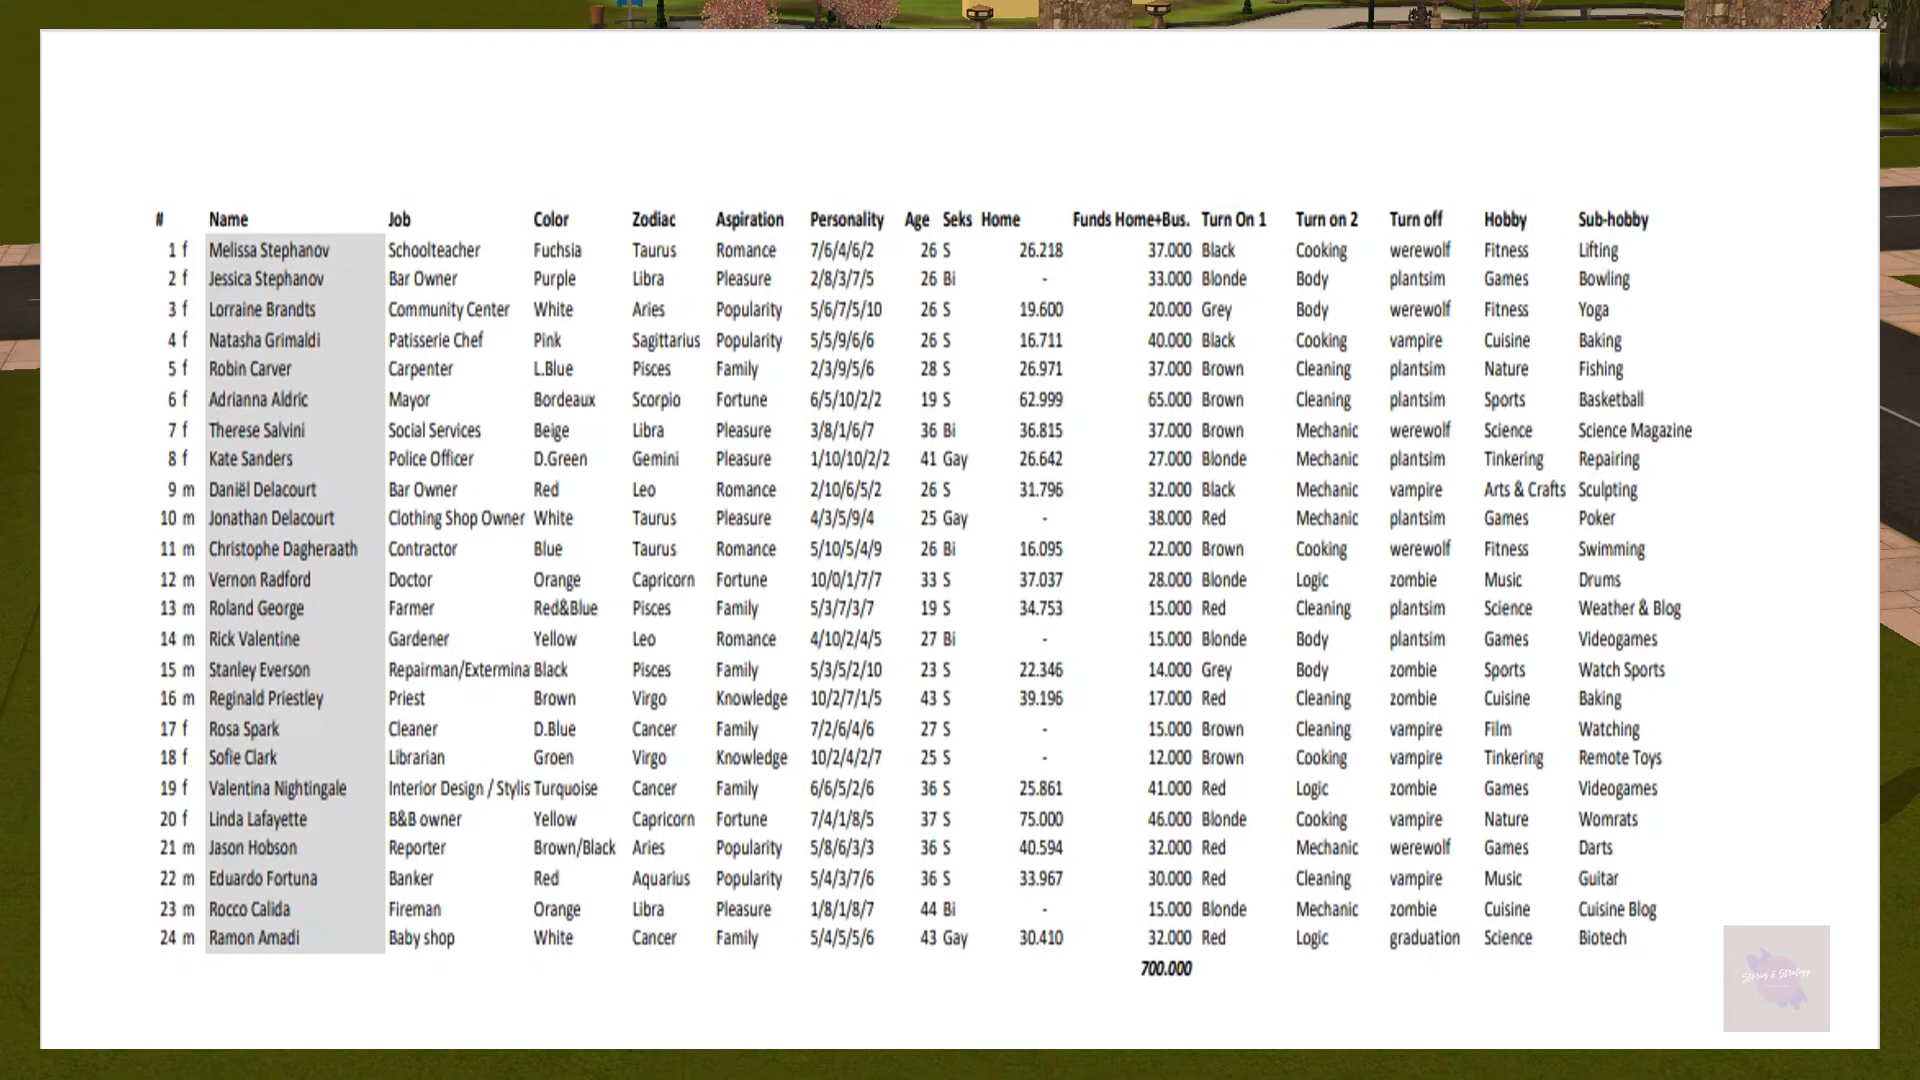 # Name Job Color Zodiac Aspiration Personality Age Seks Home Funds Home+Bus. Turn On 1 Turn on 2 Turn off Hobby Sub-hobby
1 f Melissa Stephanov Schoolteacher Fuchsia Taurus Romance 7/6/4/6/2 26 S 26.218 37.000 Black Cooking werewolf Fitness Lifting
2 f Jessica Stephanov Bar Owner Purple Libra Pleasure 2/8/3/7/5 26 Bi - 33.000 Blonde Body plantsim Games Bowling
3 f Lorraine Brandts Community Center White Aries Popularity 5/6/7/5/10 26 S 19.600 20.000 Grey Body werewolf Fitness Yoga
4 f Natasha Grimaldi Patisserie Chef Pink Sagittarius Popularity 5/5/9/6/6 26 S 16.711 40.000 Black Cooking vampire Cuisine Baking
5 f Robin Carver Carpenter L.Blue Pisces Family 2/3/9/5/6 28 S 26.971 37.000 Brown Cleaning plantsim Nature Fishing
6 f Adrianna Aldric Mayor Bordeaux Scorpio Fortune 6/5/10/2/2 19 S 62.999 65.000 Brown Cleaning plantsim Sports Basketball
7 f Therese Salvini Social Services Beige Libra Pleasure 3/8/1/6/7 36 Bi 36.815 37.000 Brown Mechanic werewolf Science Science Magazine
8 f Kate Sanders Police Officer D.Green Gemini Pleasure 1/10/10/2/2 41 Gay 26.642 27.000 Blonde Mechanic plantsim Tinkering Repairing
9 m Daniël Delacourt Bar Owner Red Leo Romance 2/10/6/5/2 26 S 31.796 32.000 Black Mechanic vampire Arts & Crafts Sculpting
10 m Jonathan Delacourt Clothing Shop Owner White Taurus Pleasure 4/3/5/9/4 25 Gay - 38.000 Red Mechanic plantsim Games Poker
11 m Christophe Dagheraath Contractor Blue Taurus Romance 5/10/5/4/9 26 Bi 16.095 22.000 Brown Cooking werewolf Fitness Swimming
12 m Vernon Radford Doctor Orange Capricorn Fortune 10/0/1/7/7 33 S 37.037 28.000 Blonde Logic zombie Music Drums
13 m Roland George Farmer Red&Blue Pisces Family 5/3/7/3/7 19 S 34.753 15.000 Red Cleaning plantsim Science Weather & Blog
14 m Rick Valentine Gardener Yellow Leo Romance 4/10/2/4/5 27 Bi - 15.000 Blonde Body plantsim Games Videogames
15 m Stanley Everson Repairman/Extermina Black Pisces Family 5/3/5/2/10 23 S 22.346 14.000 Grey Body zombie Sports Watch Sports
16 m Reginald Priestley Priest Brown Virgo Knowledge 10/2/7/1/5 43 S 39.196 17.000 Red Cleaning zombie Cuisine Baking
17 f Rosa Spark Cleaner D.Blue Cancer Family 7/2/6/4/6 27 S - 15.000 Brown Cleaning vampire Film Watching
18 f Sofie Clark Librarian Groen Virgo Knowledge 10/2/4/2/7 25 S - 12.000 Brown Cooking vampire Tinkering Remote Toys
19 f Valentina Nightingale Interior Design / Stylis Turquoise Cancer Family 6/6/5/2/6 36 S 25.861 41.000 Red Logic zombie Games Videogames
20 f Linda Lafayette B&B owner Yellow Capricorn Fortune 7/4/1/8/5 37 S 75.000 46.000 Blonde Cooking vampire Nature Womrats
21 m Jason Hobson Reporter Brown/Black Aries Popularity 5/8/6/3/3 36 S 40.594 32.000 Red Mechanic werewolf Games Darts
22 m Eduardo Fortuna Banker Red Aquarius Popularity 5/4/3/7/6 36 S 33.967 30.000 Red Cleaning vampire Music Guitar
23 m Rocco Calida Fireman Orange Libra Pleasure 1/8/1/8/7 44 Bi - 15.000 Blonde Mechanic zombie Cuisine Cuisine Blog
24 m Ramon Amadi Baby shop White Cancer Family 5/4/5/5/6 43 Gay 30.410 32.000 Red Logic graduation Science Biotech
700.000
Stories & Strategy